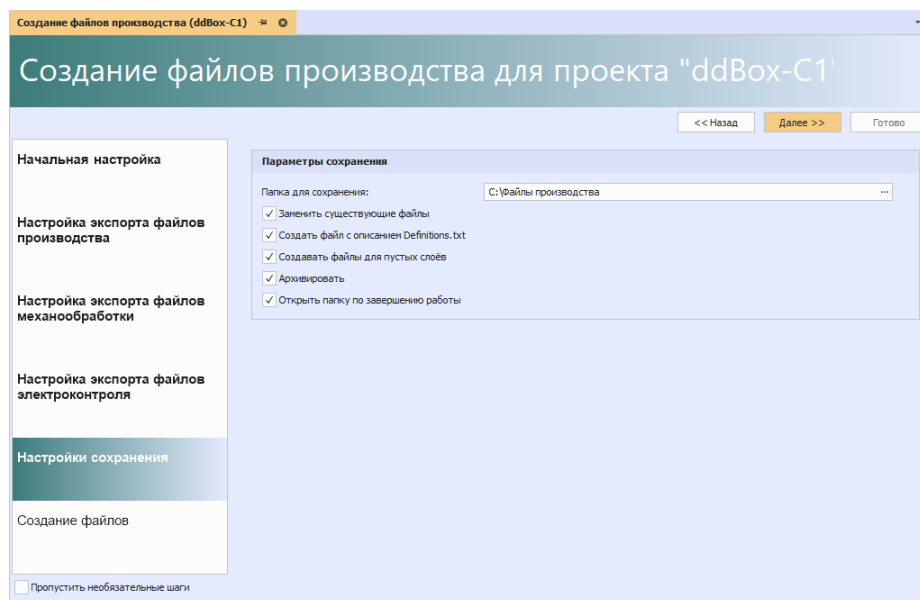 Создание файлов производства (ddBox-C1)
Создание файлов производства для проекта "ddBox-C1"
<< Назад
Далее >>
Готово
Начальная настройка
Настройка экспорта файлов
производства
Настройка экспорта файлов
механообработки
Настройка экспорта файлов
электроконтроля
Настройки сохранения
Создание файлов
Пропустить необязательные шаги
Параметры сохранения
Папка для сохранения: C:\Файлы производства ...
Заменить существующие файлы
Создать файл с описанием Definitions.txt
Создавать файлы для пустых слоёв
Архивировать
Открыть папку по завершению работы